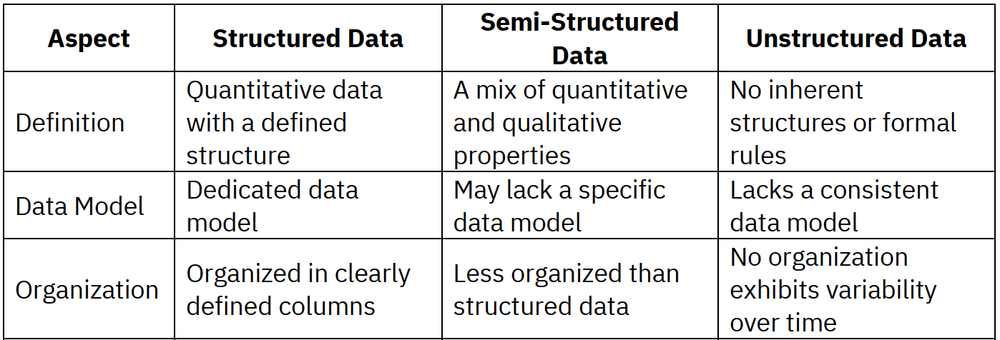 Aspect
Structured Data
Semi-Structured
Data
Unstructured Data
Definition
Quantitative data
with a defined
structure
A mix of quantitative
and qualitative
properties
No inherent
structures or formal
rules
Data Model
Dedicated data
model
May lack a specific
data model
Lacks a consistent
data model
Organization
Organized in clearly
defined columns
Less organized than
structured data
No organization
exhibits variability
over time